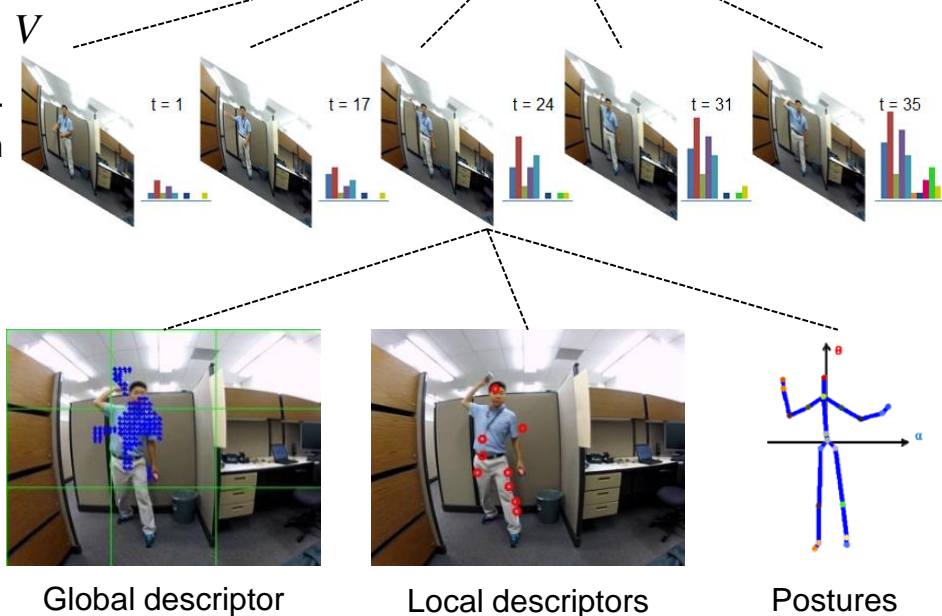 V
t = 1
t = 17
t = 24
t = 31
t = 35
θ
α
Global descriptor
Local descriptors
Postures